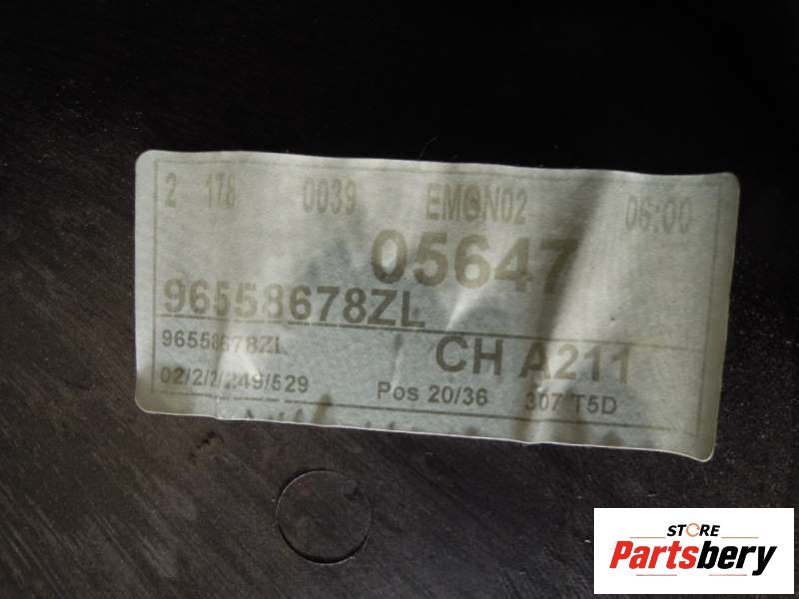 2 178 0039 EMGN02 06:00
05647
96558678ZL
96558678ZL CH A211
02/2/2/249/529 Pos 20/36 307 T5D
STORE
Partsbery